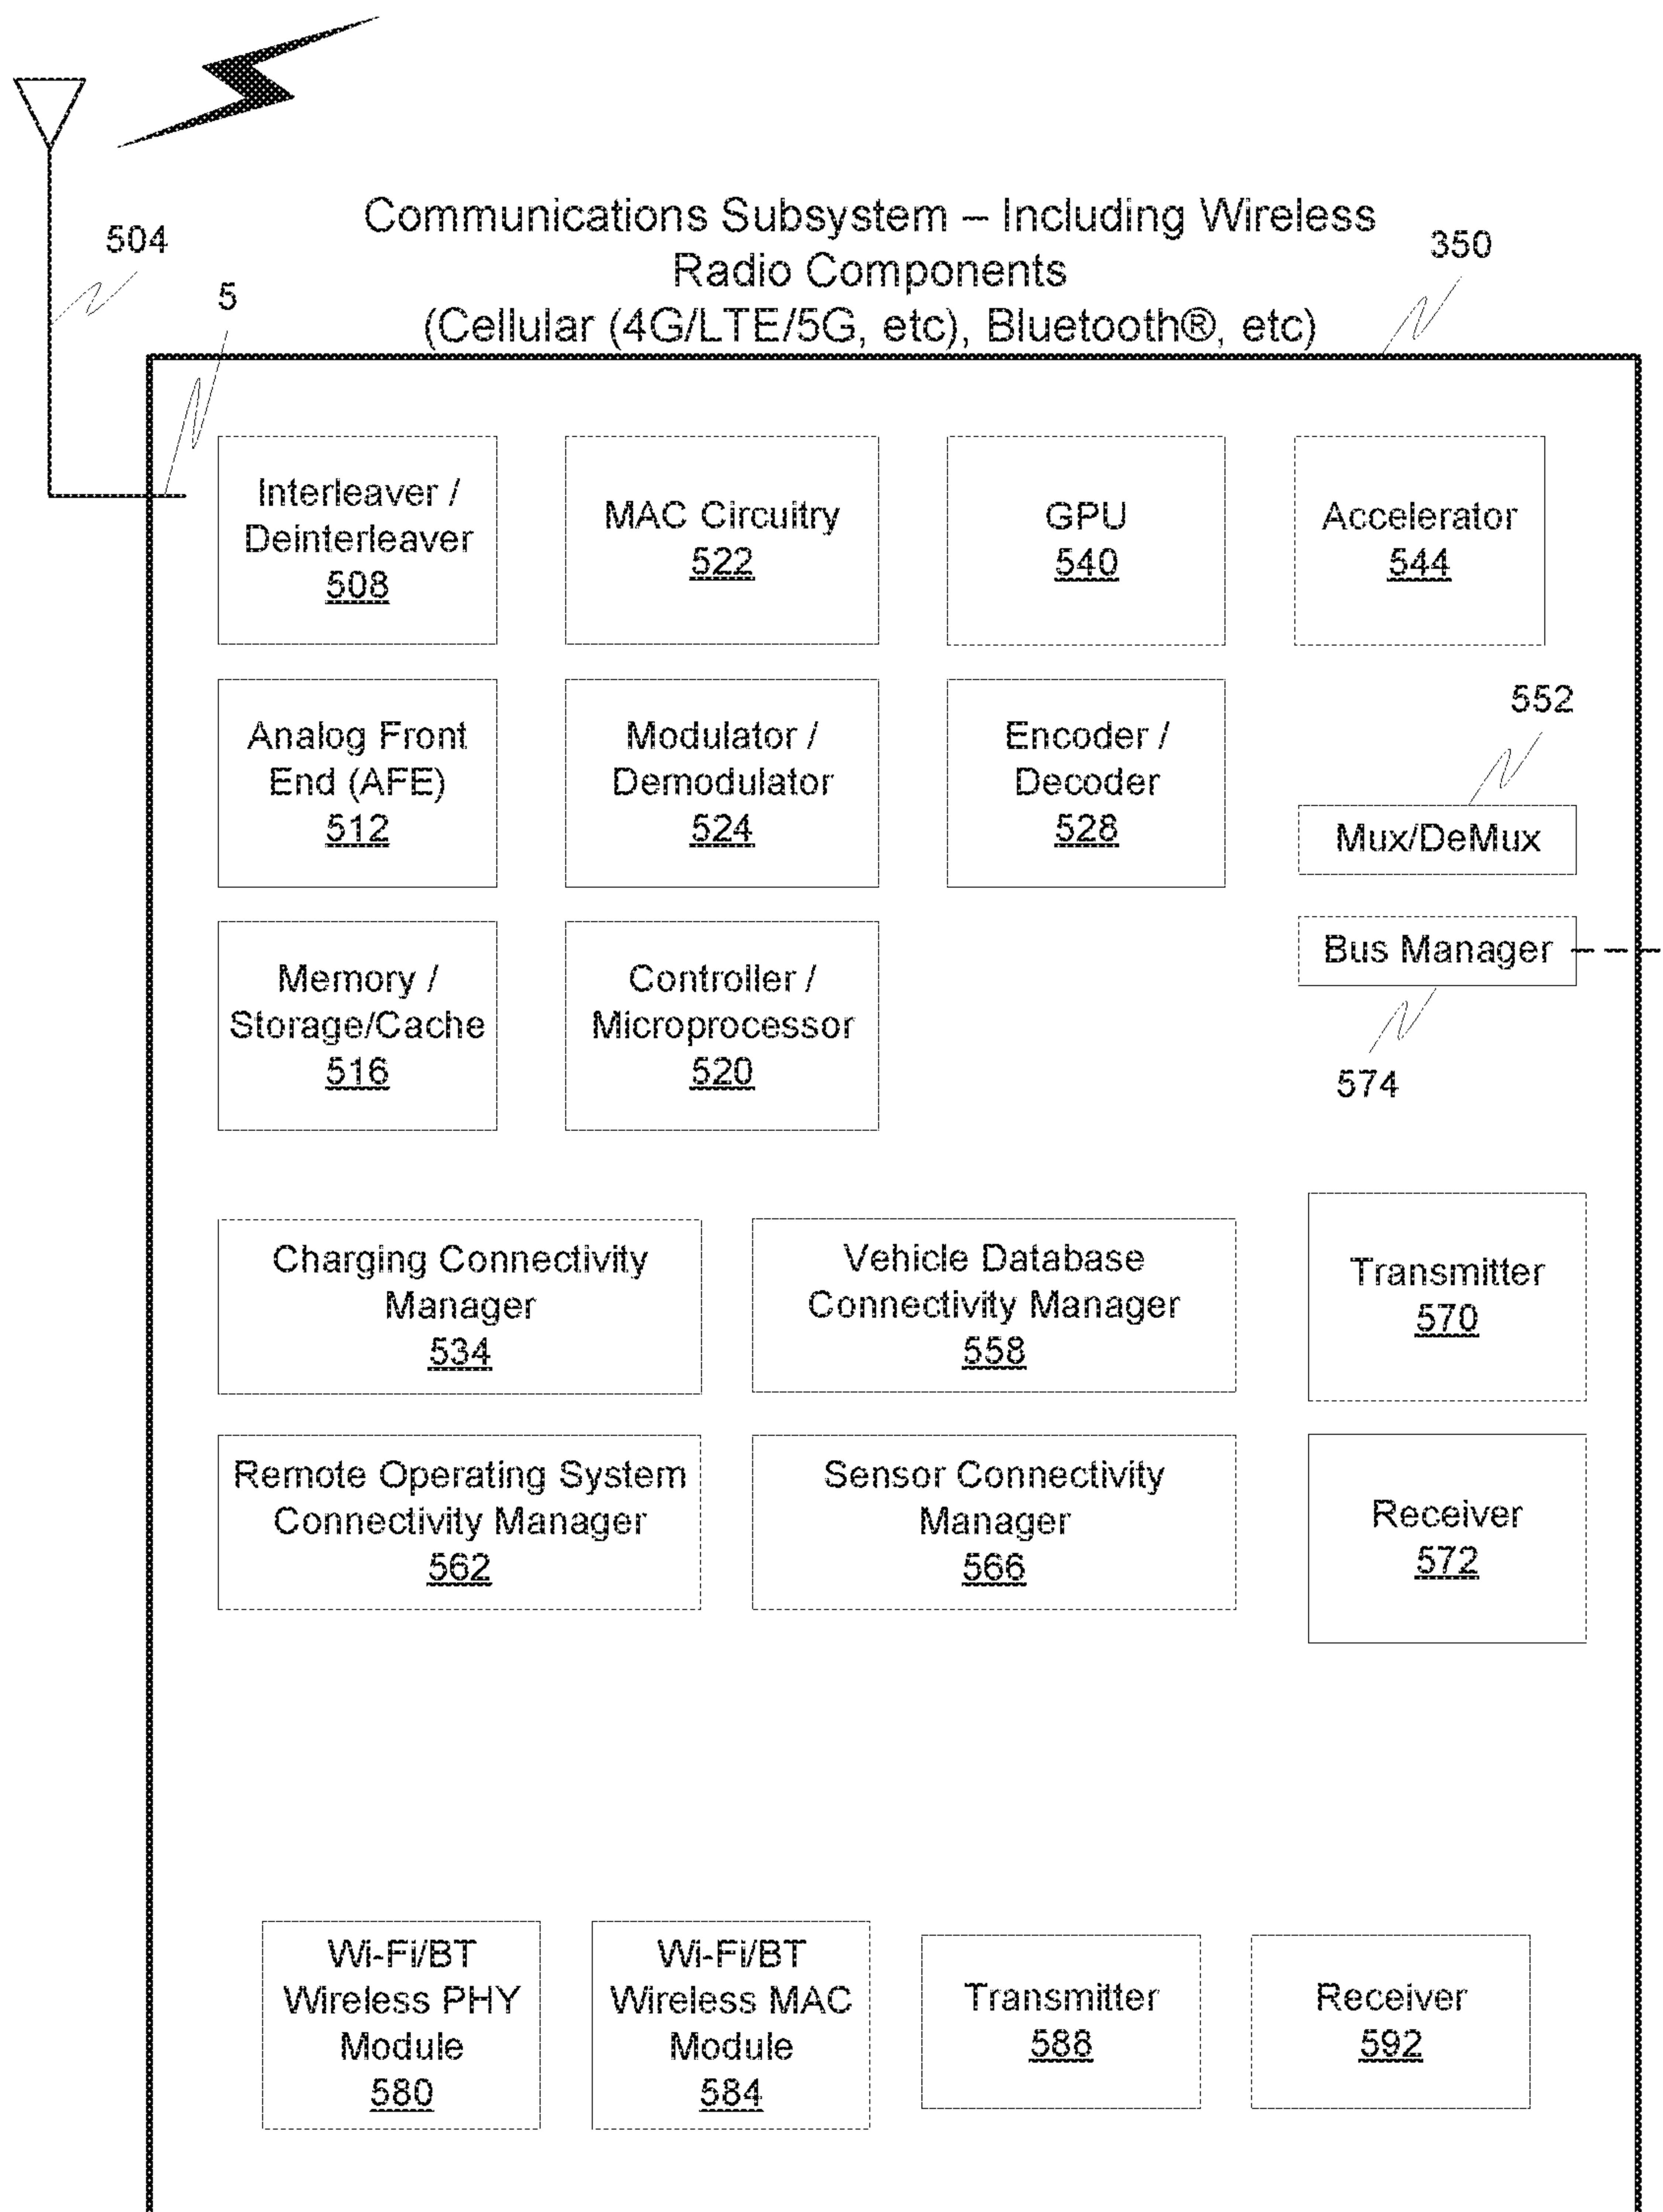 Communications Subsystem – Including Wireless
Radio Components
(Cellular (4G/LTE/5G, etc), Bluetooth®, etc)
504
5
350
Interleaver /
Deinterleaver
508
MAC Circuitry
522
GPU
540
Accelerator
544
Analog Front
End (AFE)
512
Modulator /
Demodulator
524
Encoder /
Decoder
528
552
Mux/DeMux
Bus Manager
574
Memory /
Storage/Cache
516
Controller /
Microprocessor
520
Charging Connectivity
Manager
534
Vehicle Database
Connectivity Manager
558
Transmitter
570
Remote Operating System
Connectivity Manager
562
Sensor Connectivity
Manager
566
Receiver
572
Wi-Fi/BT
Wireless PHY
Module
580
Wi-Fi/BT
Wireless MAC
Module
584
Transmitter
588
Receiver
592